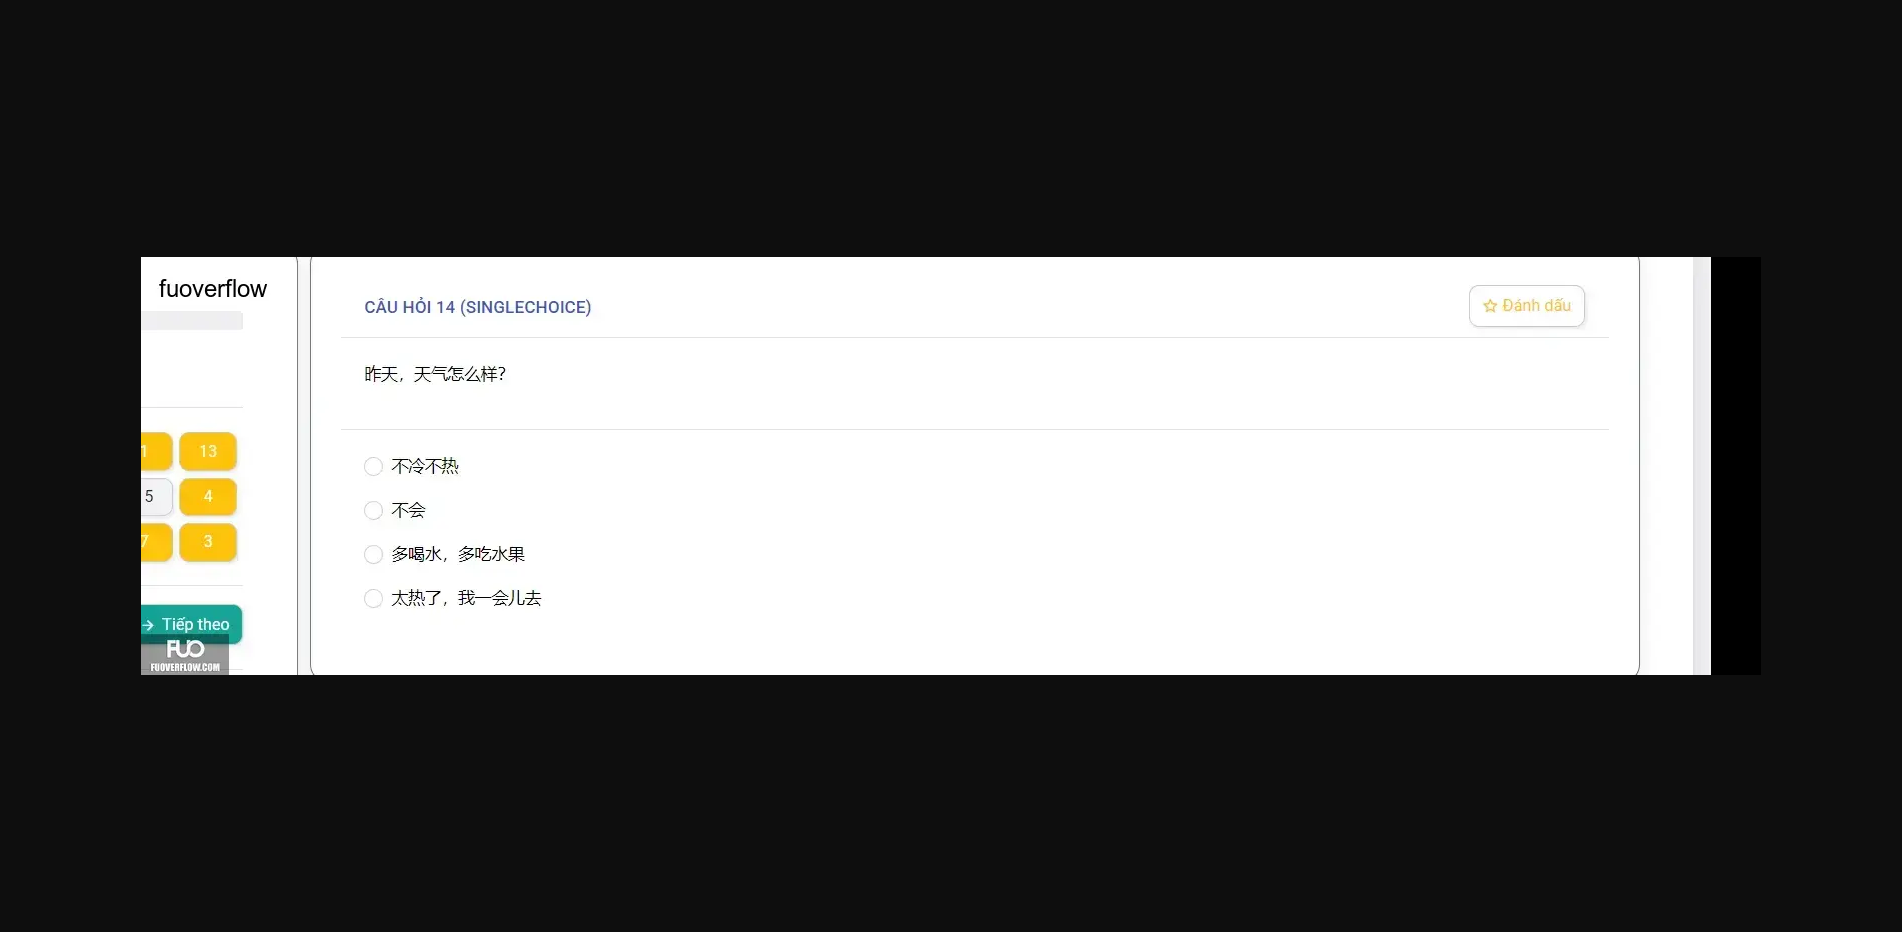 fuoverflow
CÂU HỎI 14 (SINGLECHOICE)
Đánh dấu
昨天，天气怎么样?
1 13
5 4
7 3
不冷不热
不会
多喝水，多吃水果
太热了，我一会儿去
→ Tiếp theo
FUO
FUOVERFLOW.COM